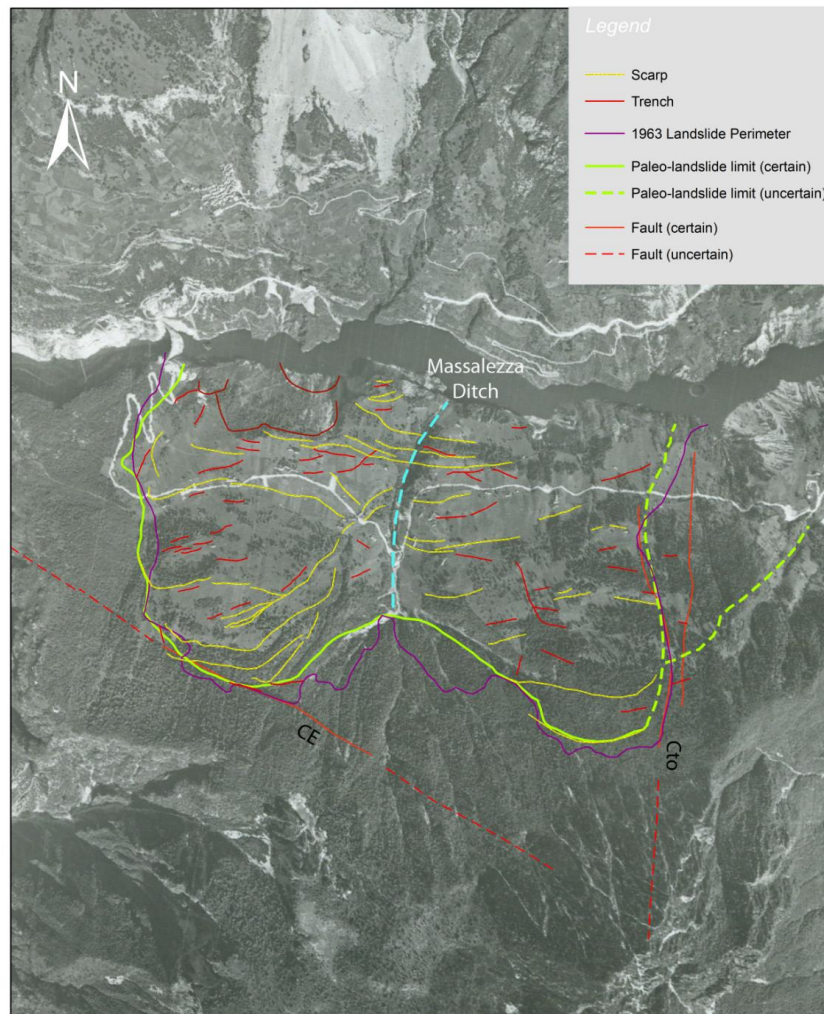 Legend
Scarp
Trench
1963 Landslide Perimeter
Paleo-landslide limit (certain)
Paleo-landslide limit (uncertain)
Fault (certain)
Fault (uncertain)
N
Massalezza
Ditch
CE
Cto